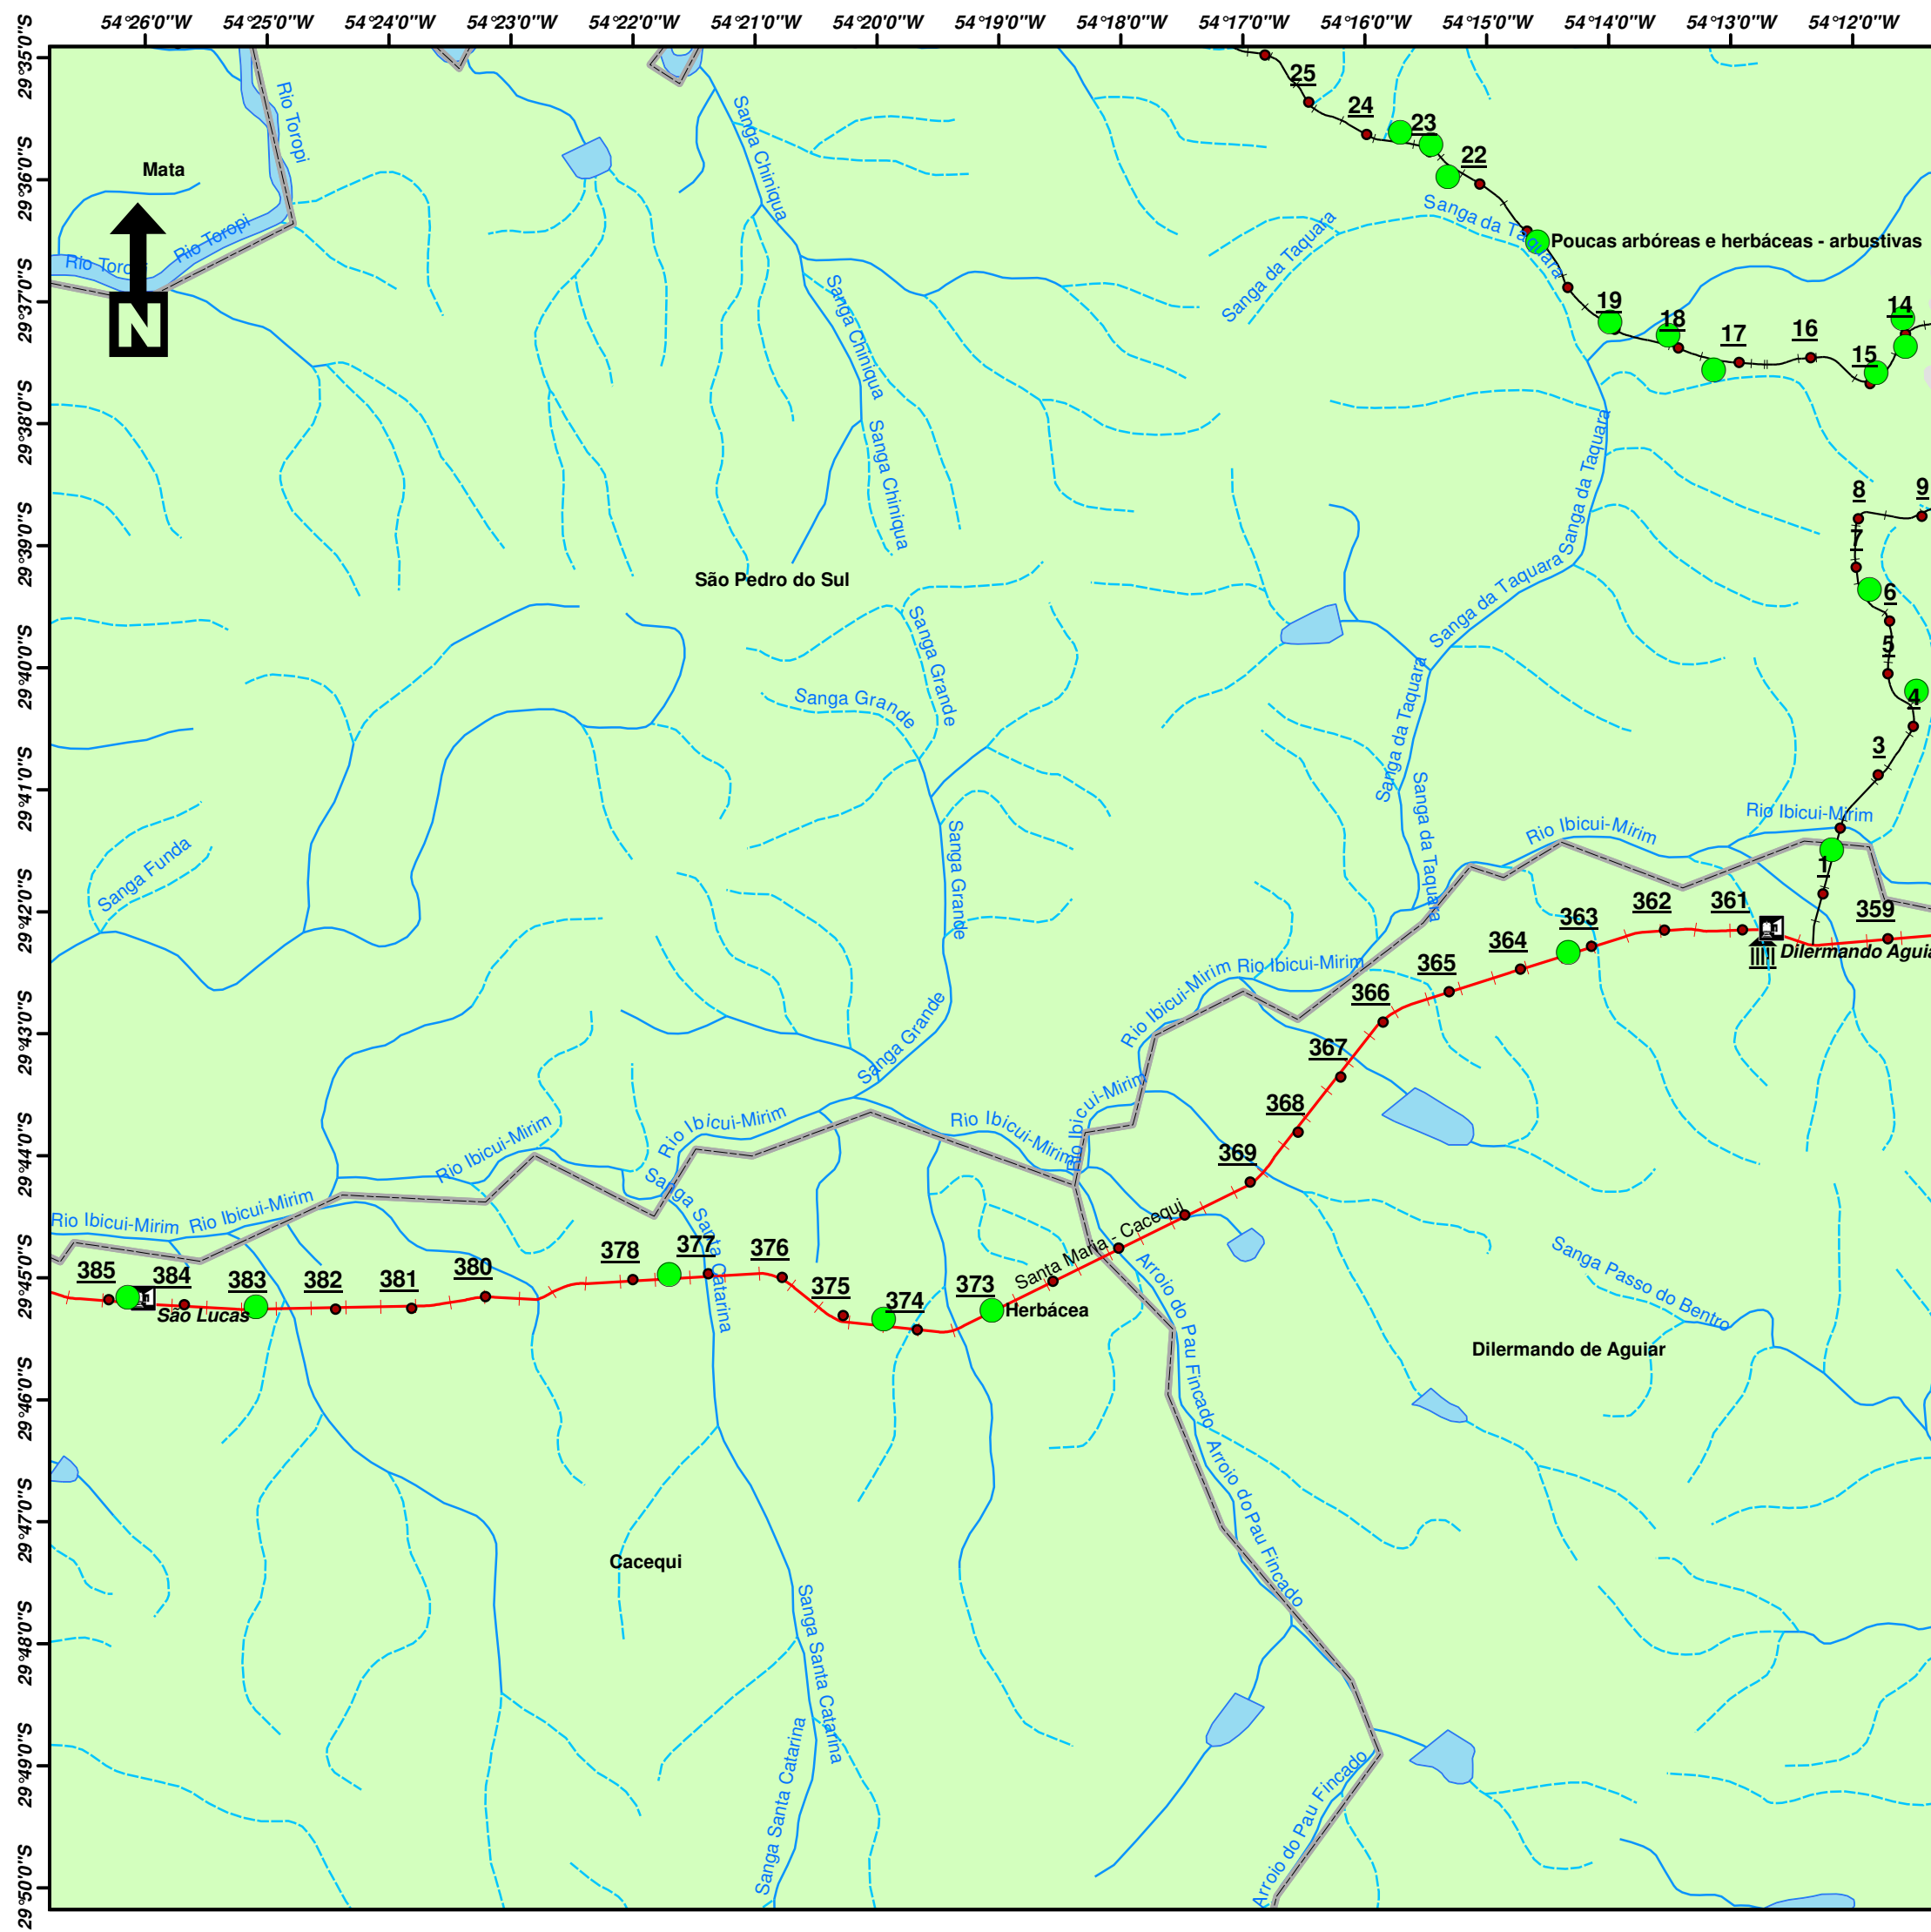 54°26'0"W 54°25'0"W 54°24'0"W 54°23'0"W 54°22'0"W 54°21'0"W 54°20'0"W 54°19'0"W 54°18'0"W 54°17'0"W 54°16'0"W 54°15'0"W 54°14'0"W 54°13'0"W 54°12'0"W
29°35'0"S
29°36'0"S
29°37'0"S
29°38'0"S
29°39'0"S
29°40'0"S
29°41'0"S
29°42'0"S
29°43'0"S
29°44'0"S
29°45'0"S
29°46'0"S
29°47'0"S
29°48'0"S
29°49'0"S
29°50'0"S
25
24
23
22
Rio Toropi
Sanga Chiniqua
Mata
Rio Toropi
Rio Toropi
N
Sanga da Taquara
Sanga da Taquara
Poucas arbóreas e herbáceas - arbustivas
19
18
17
16
15
14
Sanga Chiniqua
Sanga Chiniqua
Sanga da Taquara
8
9
7
6
5
4
3
1
São Pedro do Sul
Sanga da Taquara
Sanga Grande
Sanga Grande
Sanga da Taquara
Sanga da Taquara
Sanga Funda
Sanga Grande
Rio Ibicui-Mirim
Rio Ibicui-Mirim
359
361
362
363
364
365
366
367
368
369
Dilermando Aguia
Rio Ibicui-Mirim
Rio Ibicui-Mirim
Sanga Grande
Rio Ibicui-Mirim
Rio Ibicui-Mirim
Rio Ibicui-Mirim
Rio Ibicui-Mirim
Rio Ibicui-Mirim
Rio Ibicui-Mirim
Sanga Santa Catarina
Santa Maria - Cacequi
385
384
383
382
381
380
378
377
376
375
374
373
São Lucas
Herbácea
Sanga Passo do Bentro
Dilermando de Aguiar
Arroio do Pau Fincado
Arroio do Pau Fincado
Cacequi
Sanga Santa Catarina
Sanga Santa Catarina
Arroio do Pau Fincado